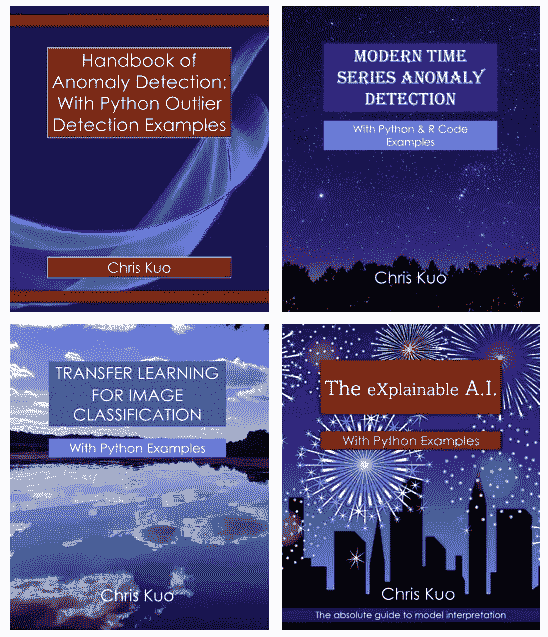 Handbook of
Anomaly Detection:
With Python Outlier
Detection Examples
Chris Kuo
MODERN TIME
SERIES ANOMALY
DETECTION
With Python & R Code
Examples
Chris Kuo
TRANSFER LEARNING
FOR IMAGE
CLASSIFICATION
With Python Examples
Chris Kuo
The eXplainable A.I.
With Python Examples
Chris Kuo
The absolute guide to model interpretation